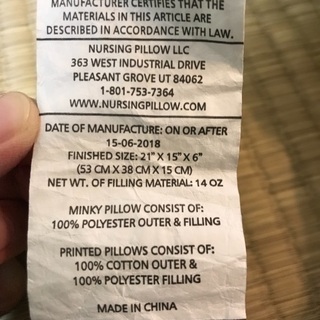 MANUFACTURER CERTIFIES THAT THE
MATERIALS IN THIS ARTICLE ARE
DESCRIBED IN ACCORDANCE WITH LAW.
NURSING PILLOW LLC
363 WEST INDUSTRIAL DRIVE
PLEASANT GROVE UT 84062
1-801-753-7364
WWW.NURSINGPILLOW.COM
DATE OF MANUFACTURE: ON OR AFTER
15-06-2018
FINISHED SIZE: 21" X 15" X 6"
(53 CM X 38 CM X 15 CM)
NET WT. OF FILLING MATERIAL: 14 OZ
MINKY PILLOW CONSIST OF:
100% POLYESTER OUTER & FILLING
PRINTED PILLOWS CONSIST OF:
100% COTTON OUTER &
100% POLYESTER FILLING
MADE IN CHINA